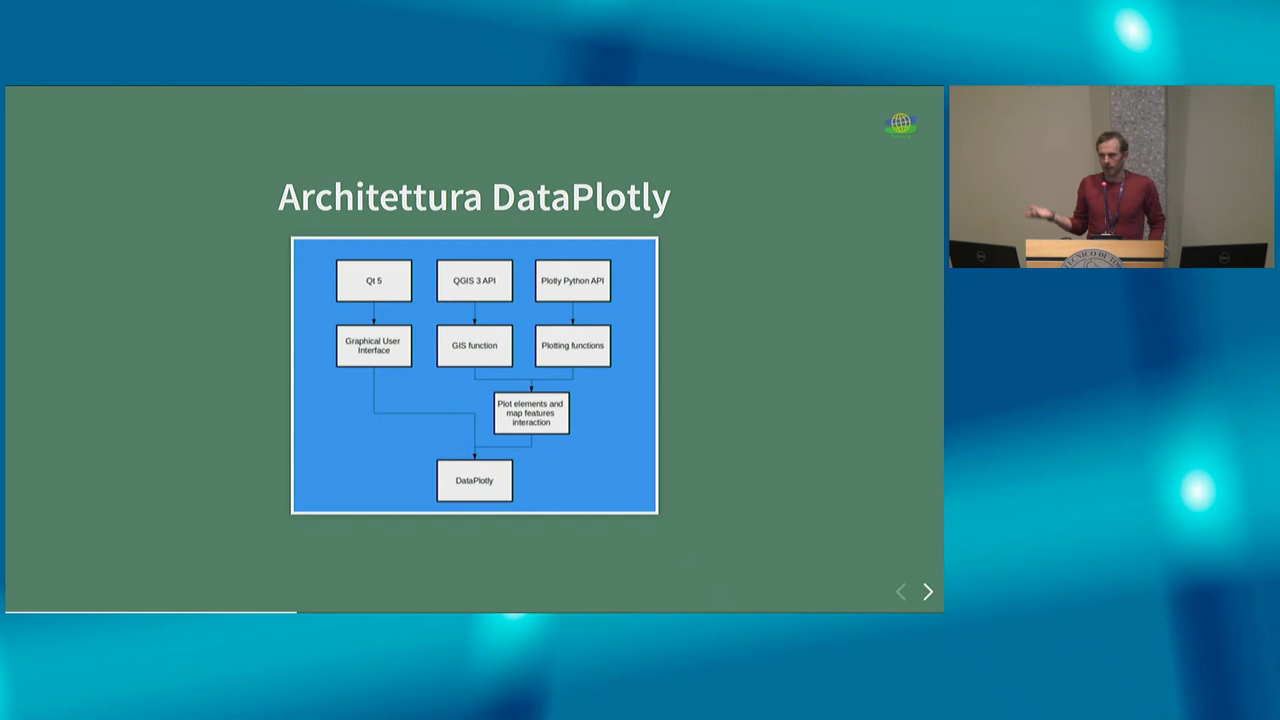 Architettura DataPlotly
Qt 5
QGIS 3 API
Plotly Python API
Graphical User
Interface
GIS function
Plotting functions
Plot elements and
map features
interaction
DataPlotly